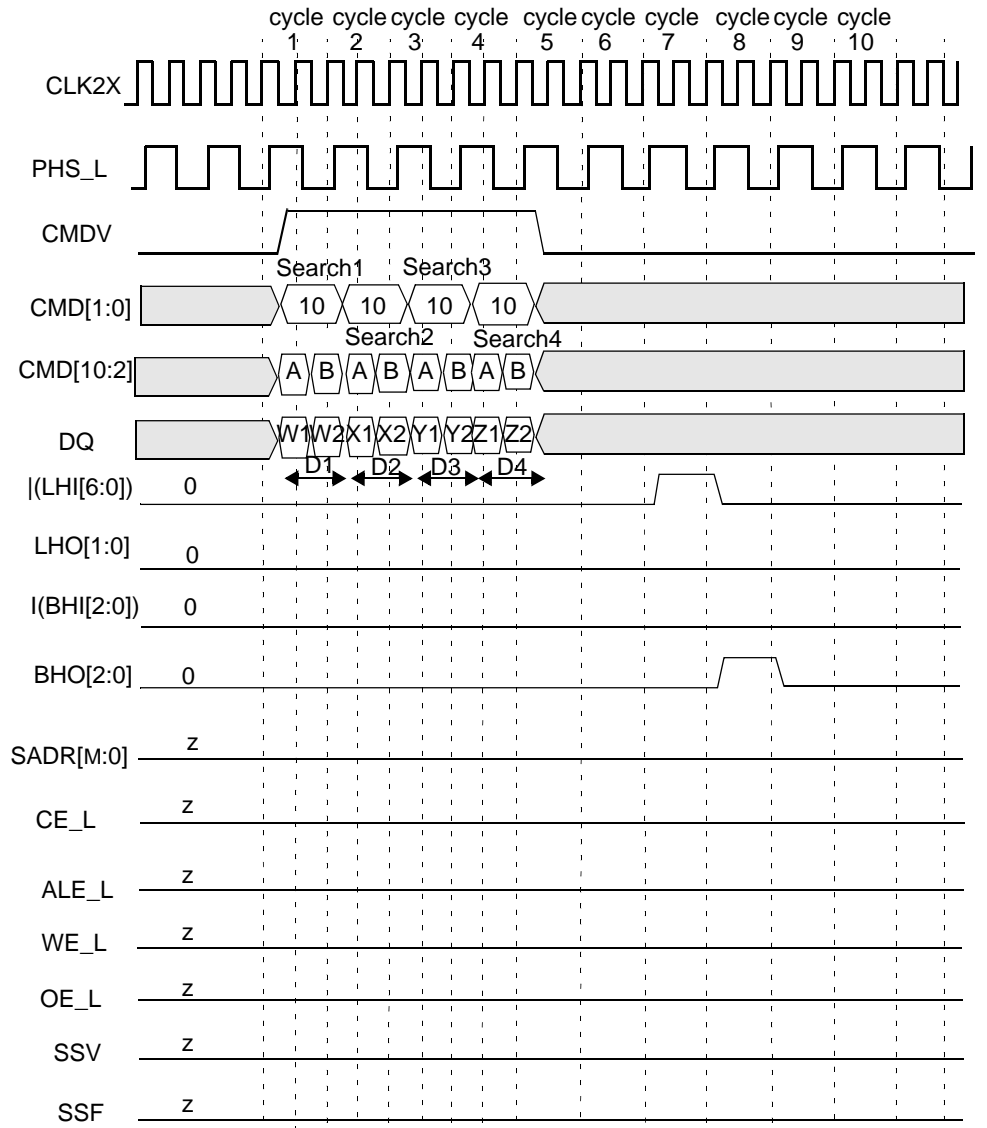 cycle cycle cycle cycle cycle cycle cycle cycle cycle cycle
1 2 3 4 5 6 7 8 9 10
CLK2X
PHS_L
CMDV
Search1 Search3
CMD[1:0] 10 10 10 10
Search2 Search4
CMD[10:2] A B A B A B A B
DQ W1 W2 X1 X2 Y1 Y2 Z1 Z2
D1 D2 D3 D4
|(LHI[6:0]) 0
LHO[1:0] 0
I(BHI[2:0]) 0
BHO[2:0] 0
SADR[M:0] z
CE_L z
ALE_L z
WE_L z
OE_L z
SSV z
SSF z